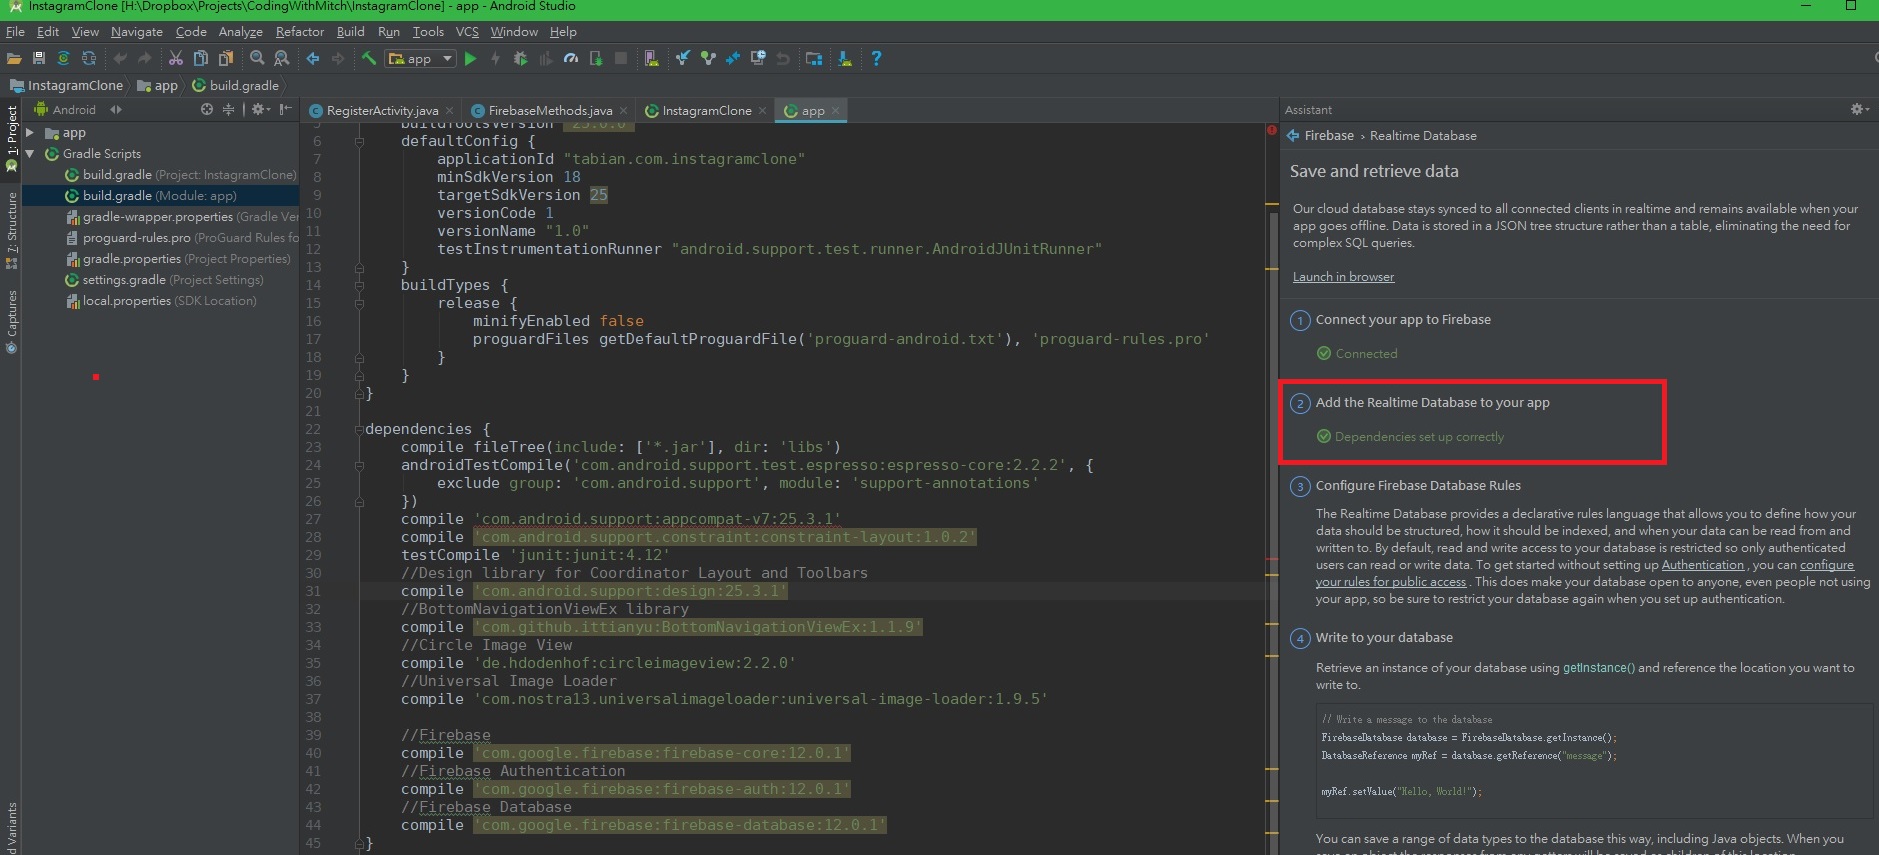 InstagramClone [H:\Dropbox\Projects\CodingWithMitch\InstagramClone] - app - Android Studio
File Edit View Navigate Code Analyze Refactor Build Run Tools VCS Window Help
app
InstagramClone app build.gradle
Android
RegisterActivity.java FirebaseMethods.java InstagramClone app
1: Project
7: Structure
Captures
d Variants
app
Gradle Scripts
build.gradle (Project: InstagramClone)
build.gradle (Module: app)
gradle-wrapper.properties (Gradle Ver
proguard-rules.pro (ProGuard Rules fo
gradle.properties (Project Properties)
settings.gradle (Project Settings)
local.properties (SDK Location)
6 defaultConfig {
7 applicationId "tabian.com.instagramclone"
8 minSdkVersion 18
9 targetSdkVersion 25
10 versionCode 1
11 versionName "1.0"
12 testInstrumentationRunner "android.support.test.runner.AndroidJUnitRunner"
13 }
14 buildTypes {
15 release {
16 minifyEnabled false
17 proguardFiles getDefaultProguardFile('proguard-android.txt'), 'proguard-rules.pro'
18 }
19 }
20 }
21
22 dependencies {
23 compile fileTree(include: ['*.jar'], dir: 'libs')
24 androidTestCompile('com.android.support.test.espresso:espresso-core:2.2.2', {
25 exclude group: 'com.android.support', module: 'support-annotations'
26 })
27 compile 'com.android.support:appcompat-v7:25.3.1'
28 compile 'com.android.support.constraint:constraint-layout:1.0.2'
29 testCompile 'junit:junit:4.12'
30 //Design library for Coordinator Layout and Toolbars
31 compile 'com.android.support:design:25.3.1'
32 //BottomNavigationViewEx library
33 compile 'com.github.ittianyu:BottomNavigationViewEx:1.1.9'
34 //Circle Image View
35 compile 'de.hdodenhof:circleimageview:2.2.0'
36 //Universal Image Loader
37 compile 'com.nostra13.universalimageloader:universal-image-loader:1.9.5'
38
39 //Firebase
40 compile 'com.google.firebase:firebase-core:12.0.1'
41 //Firebase Authentication
42 compile 'com.google.firebase:firebase-auth:12.0.1'
43 //Firebase Database
44 compile 'com.google.firebase:firebase-database:12.0.1'
45 }
Assistant
Firebase › Realtime Database
Save and retrieve data
Our cloud database stays synced to all connected clients in realtime and remains available when your
app goes offline. Data is stored in a JSON tree structure rather than a table, eliminating the need for
complex SQL queries.
Launch in browser
1 Connect your app to Firebase
Connected
2 Add the Realtime Database to your app
Dependencies set up correctly
3 Configure Firebase Database Rules
The Realtime Database provides a declarative rules language that allows you to define how your
data should be structured, how it should be indexed, and when your data can be read from and
written to. By default, read and write access to your database is restricted so only authenticated
users can read or write data. To get started without setting up Authentication , you can configure
your rules for public access . This does make your database open to anyone, even people not using
your app, so be sure to restrict your database again when you set up authentication.
4 Write to your database
Retrieve an instance of your database using getInstance() and reference the location you want to
write to.
// Write a message to the database
FirebaseDatabase database = FirebaseDatabase.getInstance();
DatabaseReference myRef = database.getReference("message");
myRef.setValue("Hello, World!");
You can save a range of data types to the database this way, including Java objects. When you